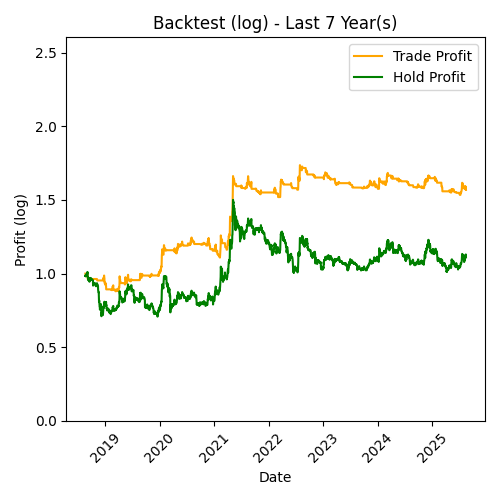 Backtest (log) - Last 7 Year(s)
Trade Profit
Hold Profit
Profit (log)
2.5
2.0
1.5
1.0
0.5
0.0
2019
2020
2021
2022
2023
2024
2025
Date